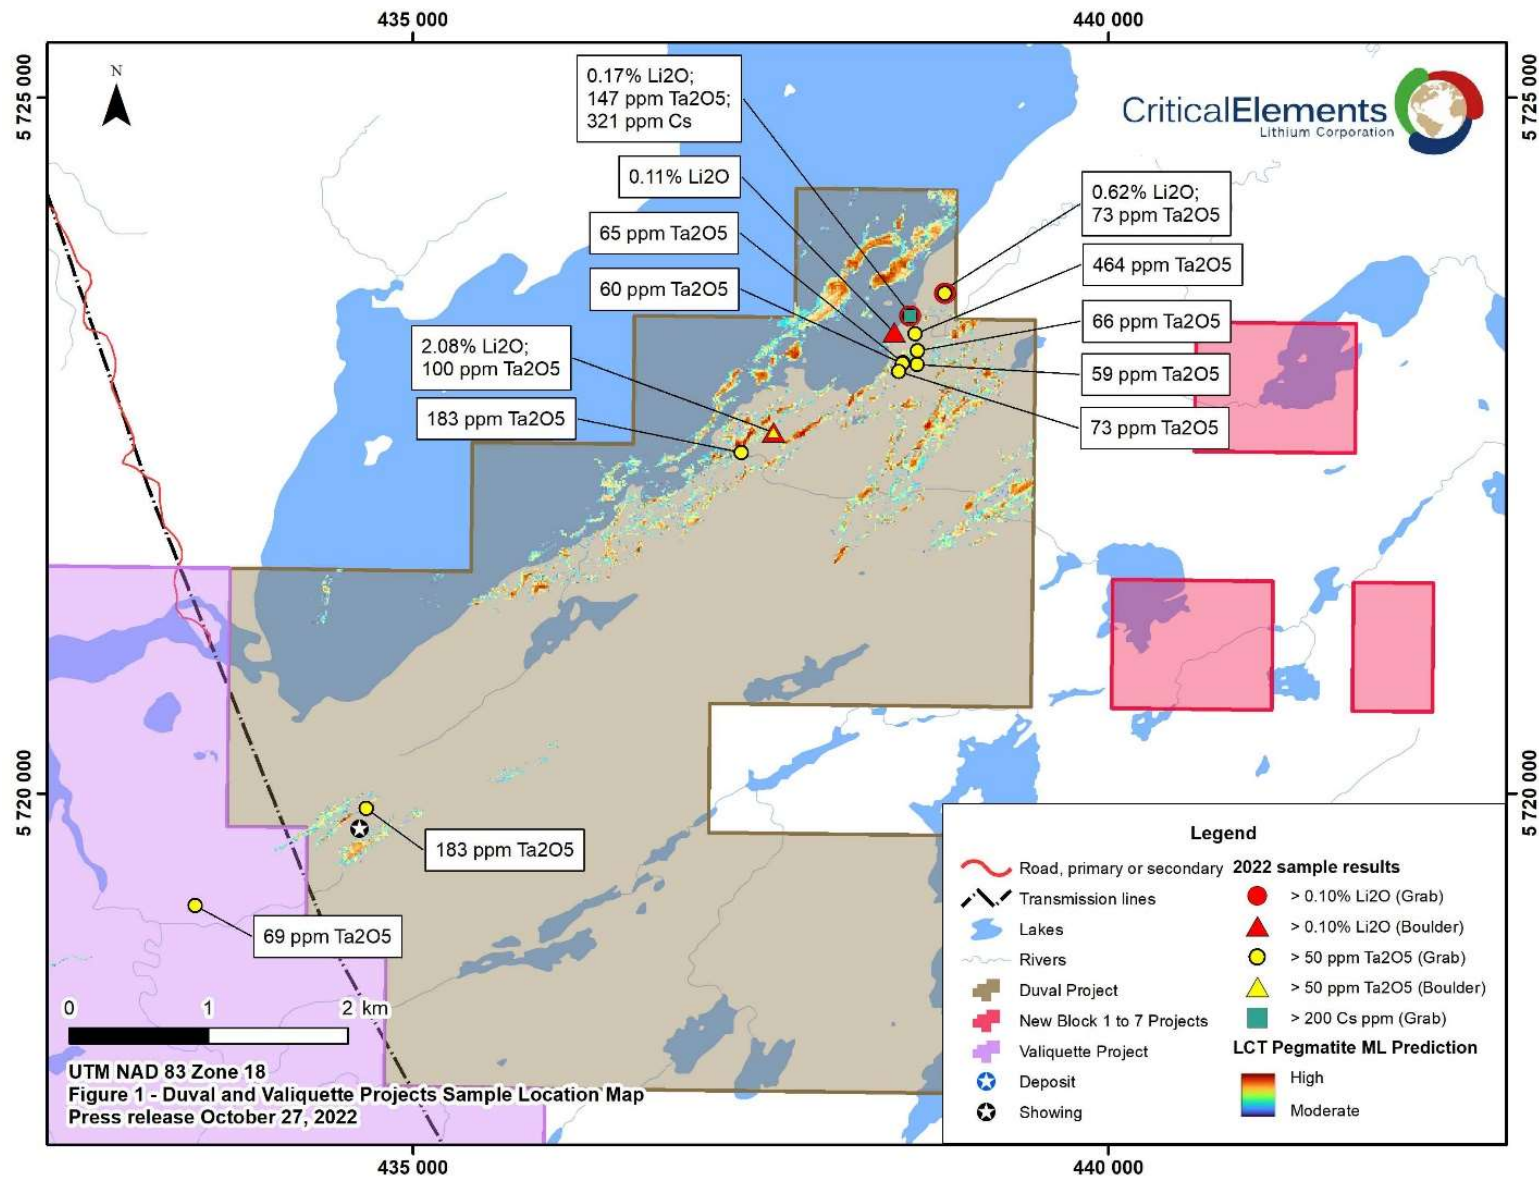 435 000
440 000
5 725 000
5 725 000
N
0.17% Li2O;
147 ppm Ta2O5;
321 ppm Cs
CriticalElements
Lithium Corporation
0.11% Li2O
0.62% Li2O;
73 ppm Ta2O5
65 ppm Ta2O5
464 ppm Ta2O5
60 ppm Ta2O5
66 ppm Ta2O5
2.08% Li2O;
100 ppm Ta2O5
59 ppm Ta2O5
183 ppm Ta2O5
73 ppm Ta2O5
5 720 000
5 720 000
183 ppm Ta2O5
69 ppm Ta2O5
0 1 2 km
UTM NAD 83 Zone 18
Figure 1 - Duval and Valiquette Projects Sample Location Map
Press release October 27, 2022
Legend
Road, primary or secondary
Transmission lines
Lakes
Rivers
Duval Project
New Block 1 to 7 Projects
Valiquette Project
Deposit
Showing
2022 sample results
> 0.10% Li2O (Grab)
> 0.10% Li2O (Boulder)
> 50 ppm Ta2O5 (Grab)
> 50 ppm Ta2O5 (Boulder)
> 200 Cs ppm (Grab)
LCT Pegmatite ML Prediction
High
Moderate
435 000
440 000